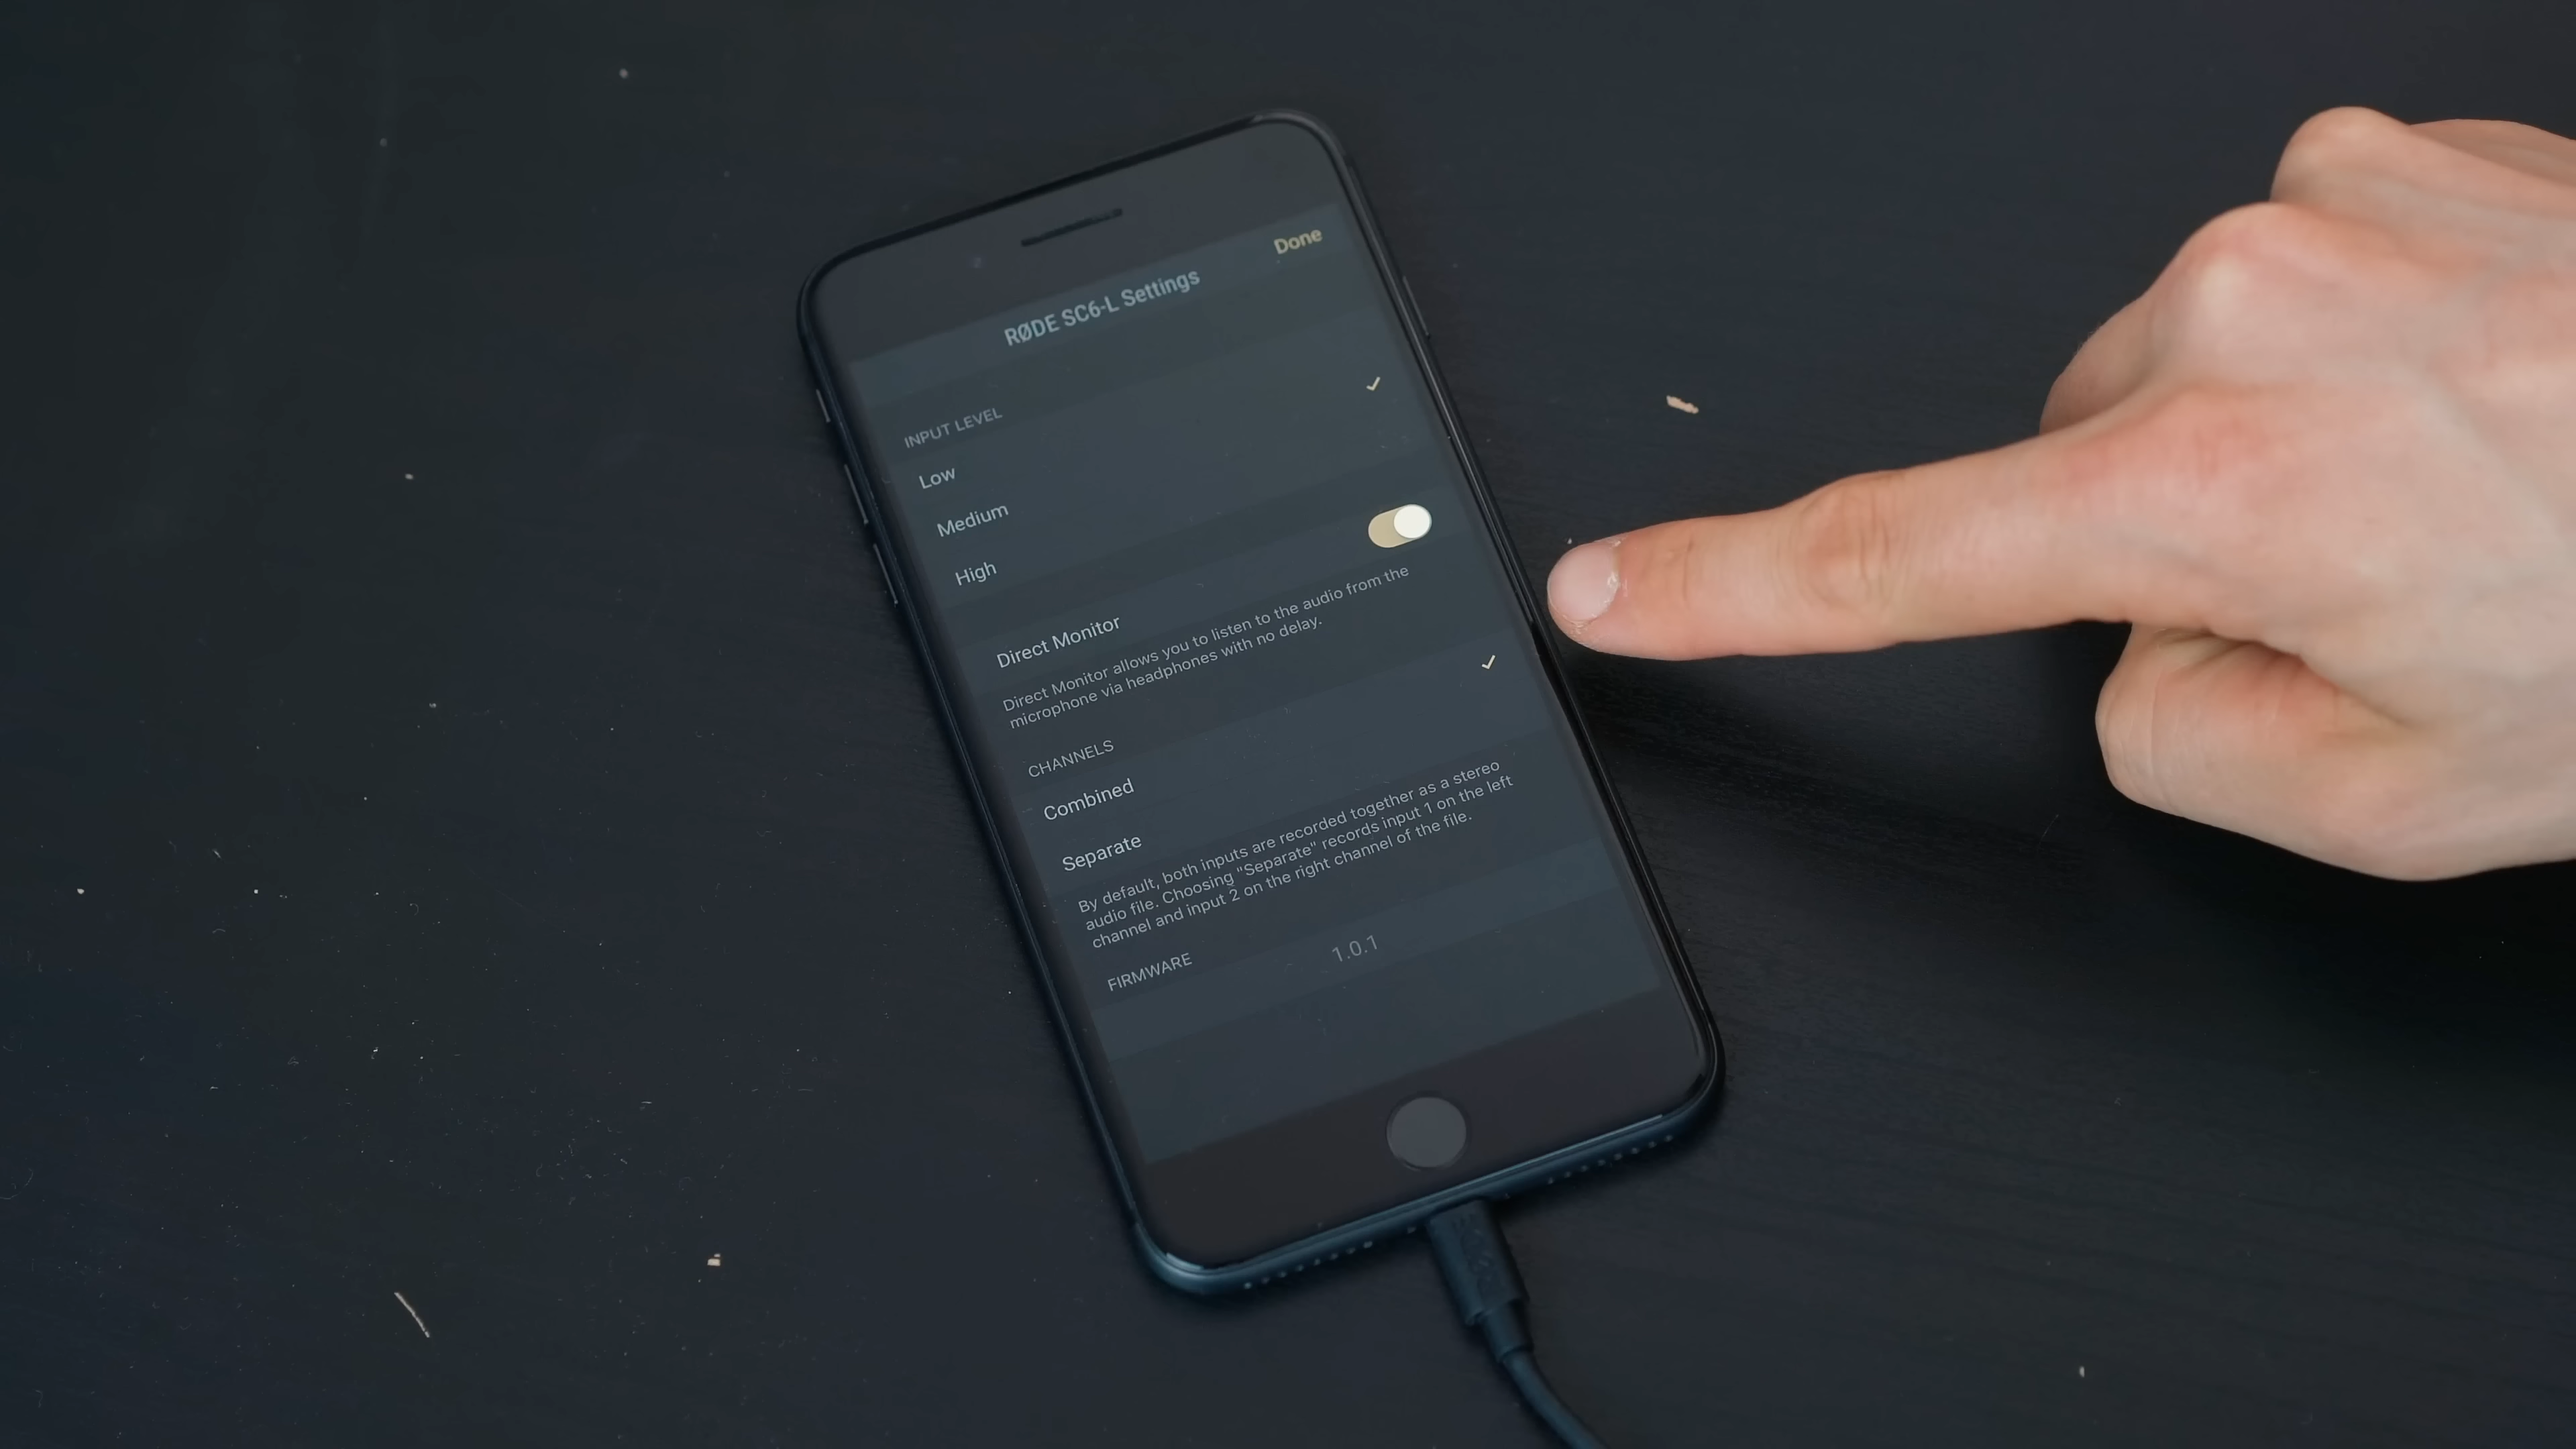 Done
RØDE SC6-L Settings
INPUT LEVEL
Low
Medium
High
Direct Monitor
Direct Monitor allows you to listen to the audio from the
microphone via headphones with no delay.
CHANNELS
Combined
Separate
By default, both inputs are recorded together as a stereo
audio file. Choosing "Separate" records input 1 on the left
channel and input 2 on the right channel of the file.
FIRMWARE
1.0.1